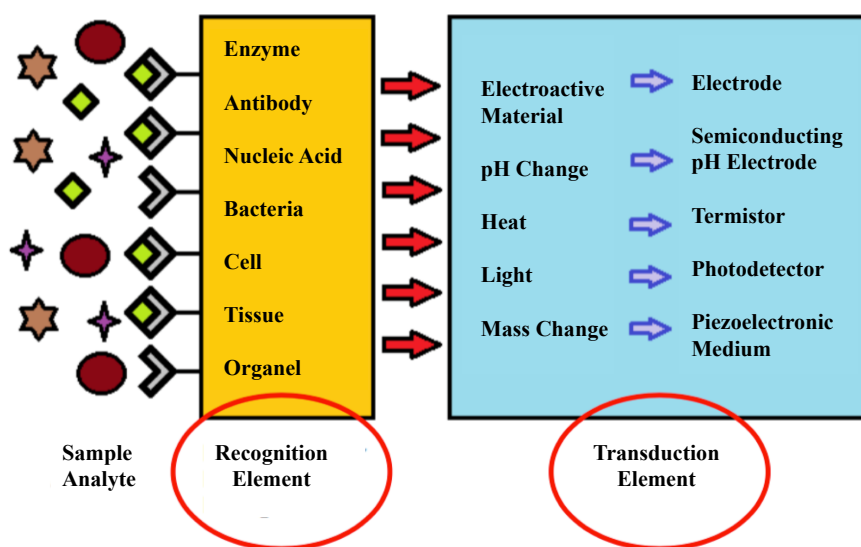 Enzyme
Antibody
Nucleic Acid
Bacteria
Cell
Tissue
Organel
Electroactive
Material
pH Change
Heat
Light
Mass Change
Electrode
Semiconducting
pH Electrode
Termistor
Photodetector
Piezoelectronic
Medium
Sample
Analyte
Recognition
Element
Transduction
Element